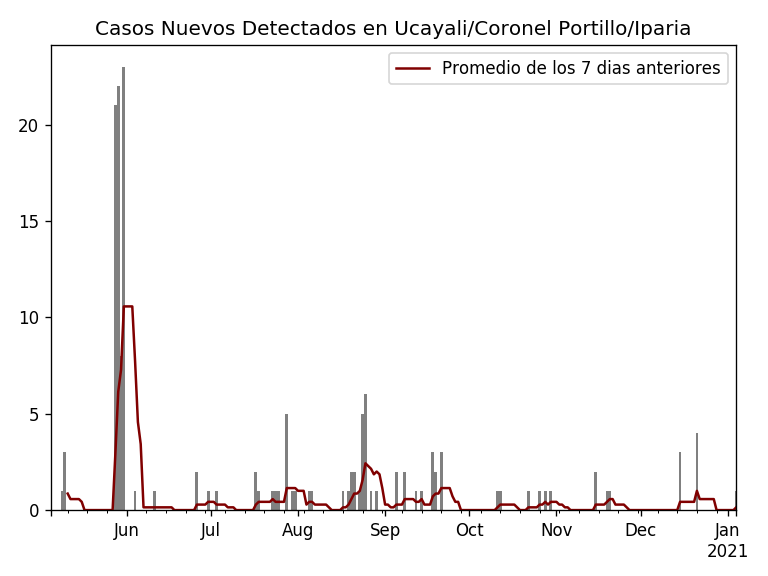 Casos Nuevos Detectados en Ucayali/Coronel Portillo/Iparia
Promedio de los 7 dias anteriores
20
15
10
5
0
Jun Jul Aug Sep Oct Nov Dec Jan
2021